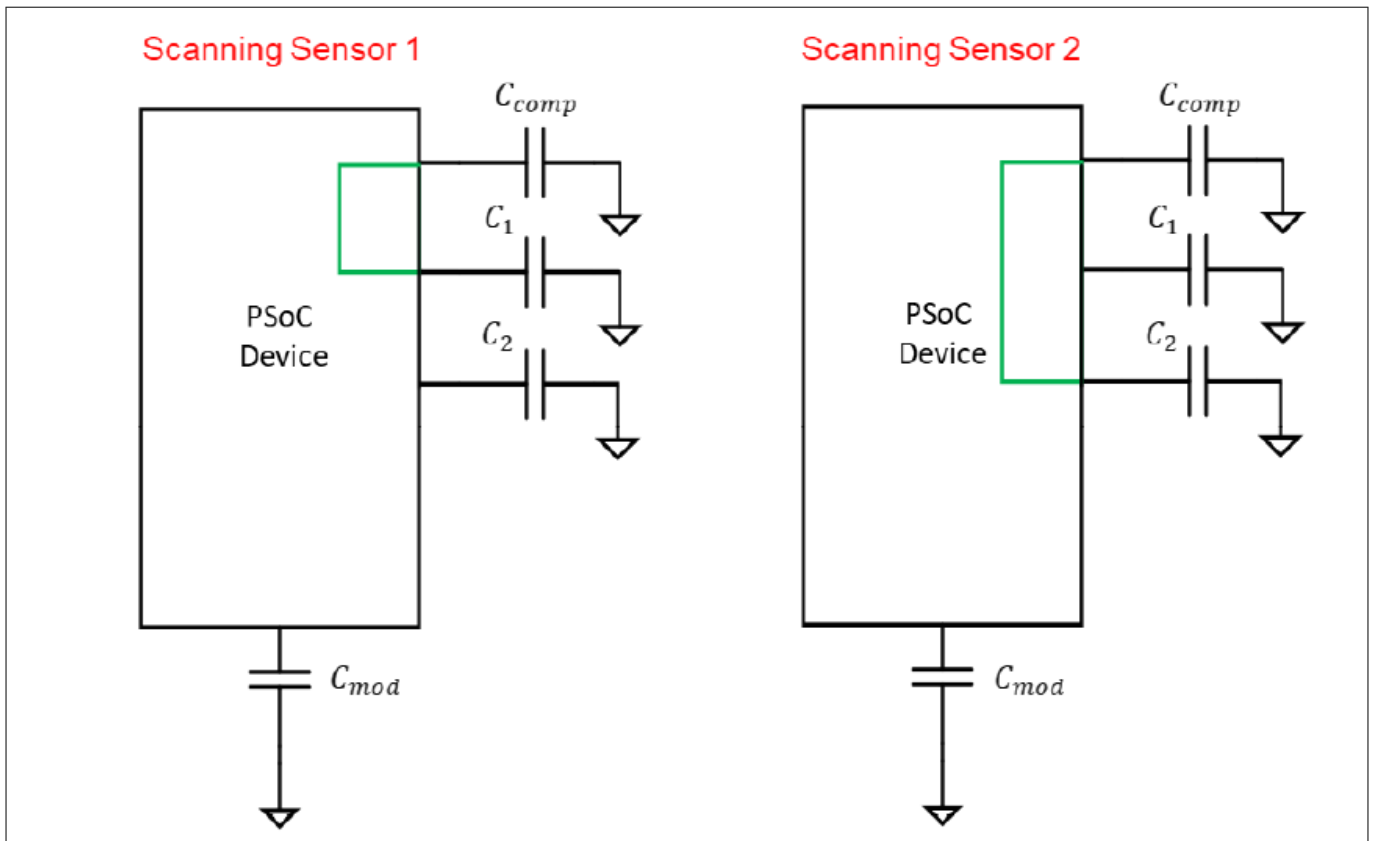 Scanning Sensor 1
C_comp
C_1
C_2
PSoC
Device
C_mod
Scanning Sensor 2
C_comp
C_1
C_2
PSoC
Device
C_mod